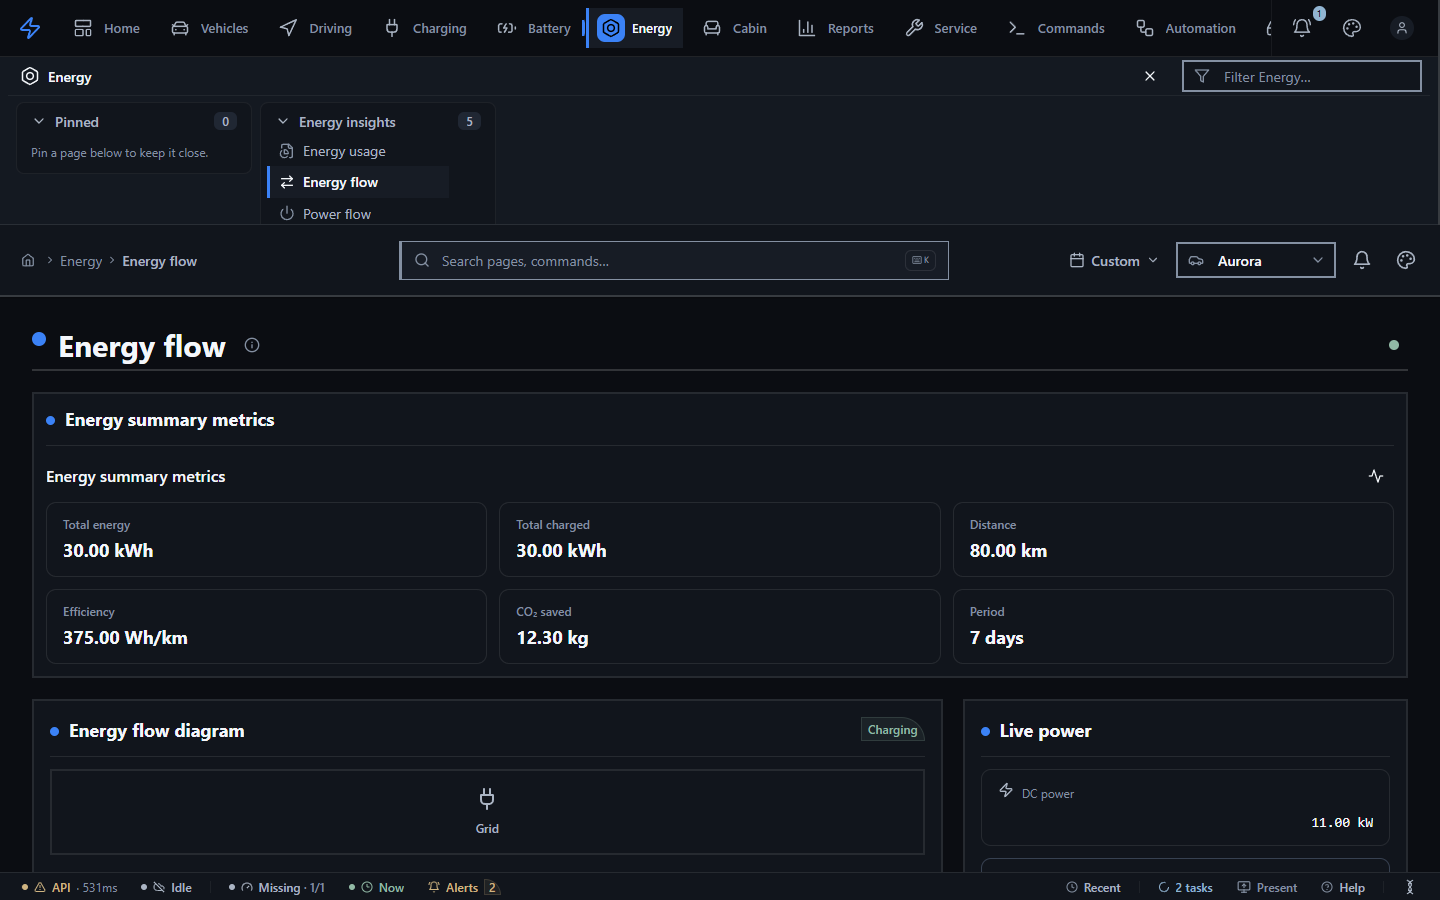 Home Vehicles Driving Charging Battery Energy Cabin Reports Service Commands Automation 1
Energy Filter Energy...
Pinned 0
Pin a page below to keep it close.
Energy insights 5
Energy usage
Energy flow
Power flow
Energy Energy flow Search pages, commands... K Custom Aurora
Energy flow
Energy summary metrics
Energy summary metrics
Total energy
30.00 kWh
Total charged
30.00 kWh
Distance
80.00 km
Efficiency
375.00 Wh/km
CO₂ saved
12.30 kg
Period
7 days
Energy flow diagram Charging
Grid
Live power
DC power
11.00 kW
API · 531ms Idle Missing · 1/1 Now Alerts 2 Recent 2 tasks Present Help